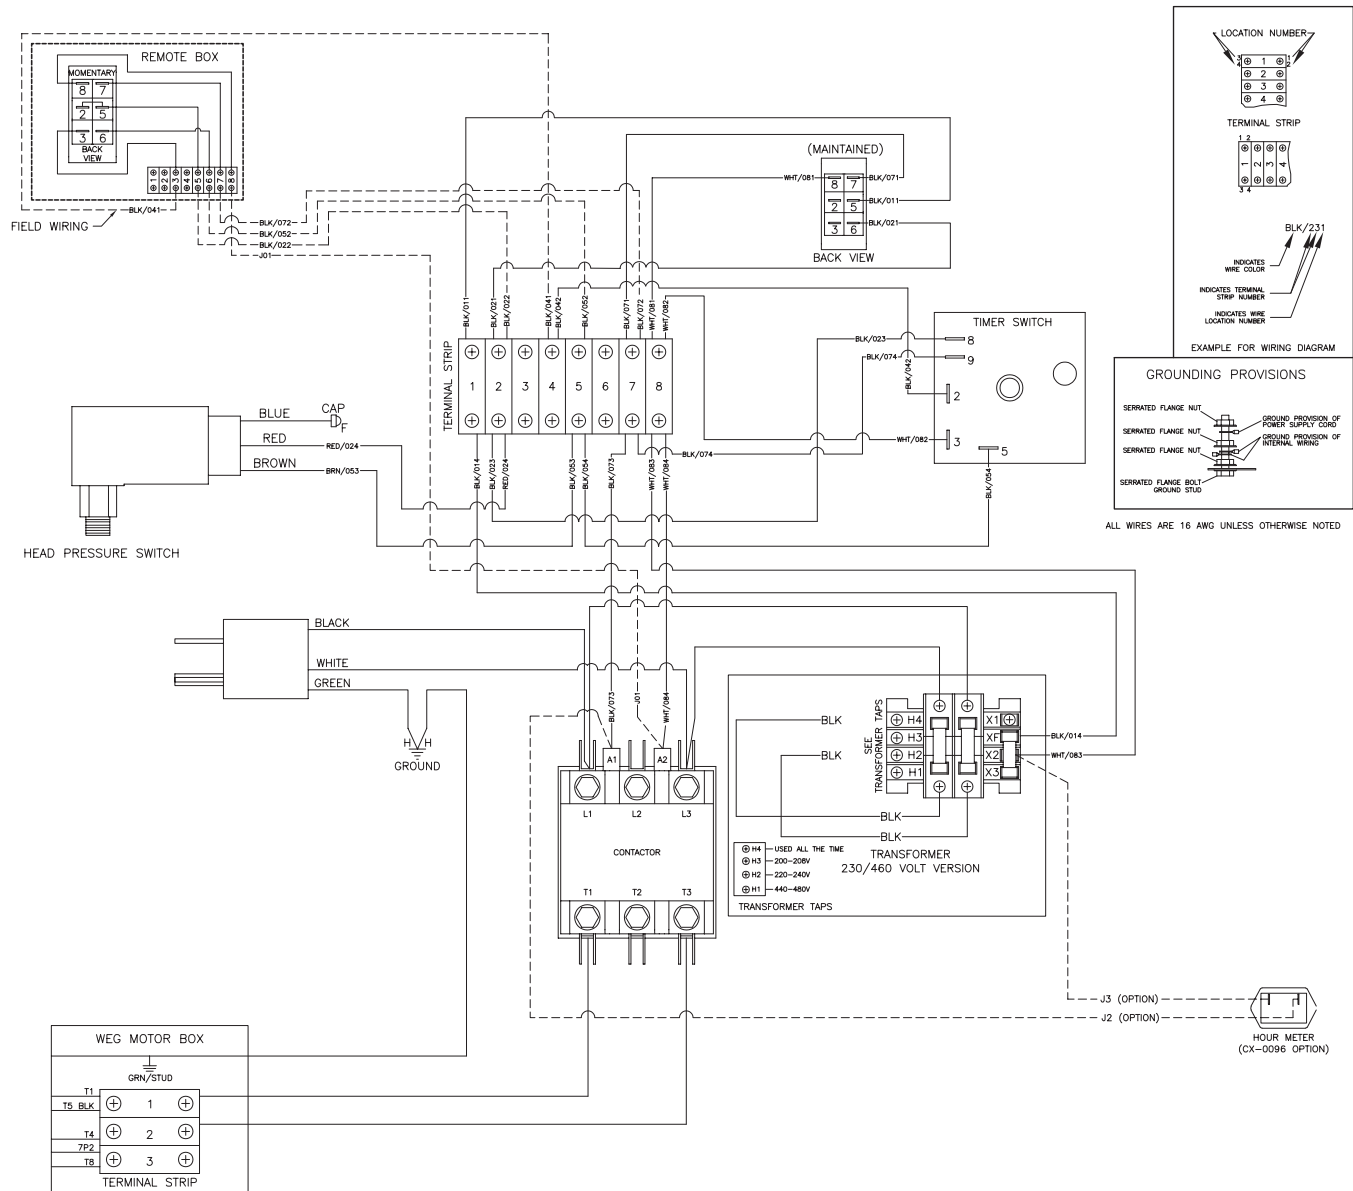 REMOTE BOX
MOMENTARY
8 7
2 5
3 6
BACK
VIEW
1 2 3 4 5 6 7 8
FIELD WIRING
BLK/041
BLK/072
BLK/052
BLK/022
J01
(MAINTAINED)
WHT/081
BLK/071
BLK/011
BLK/021
8 7
2 5
3 6
BACK VIEW
LOCATION NUMBER
3
4
1
2
1
2
3
4
TERMINAL STRIP
1 2
1 2 3 4
3 4
BLK/231
INDICATES
WIRE COLOR
INDICATES TERMINAL
STRIP NUMBER
INDICATES WIRE
LOCATION NUMBER
EXAMPLE FOR WIRING DIAGRAM
GROUNDING PROVISIONS
SERRATED FLANGE NUT
SERRATED FLANGE NUT
SERRATED FLANGE NUT
SERRATED FLANGE BOLT
GROUND STUD
GROUND PROVISION OF
POWER SUPPLY CORD
GROUND PROVISION OF
INTERNAL WIRING
ALL WIRES ARE 16 AWG UNLESS OTHERWISE NOTED
BLK/011
BLK/021
BLK/022
BLK/041
BLK/042
BLK/052
BLK/071
BLK/072
WHT/081
WHT/082
TERMINAL STRIP
1 2 3 4 5 6 7 8
BLK/014
BLK/023
RED/024
BLK/053
BLK/054
BLK/073
BLK/074
WHT/083
WHT/084
TIMER SWITCH
BLK/023
8
BLK/074
9
BLK/042
2
WHT/082
3
5
BLK/054
BLUE
CAP
F
RED
RED/024
BROWN
BRN/053
HEAD PRESSURE SWITCH
BLACK
WHITE
GREEN
H H
GROUND
BLK/073
J01
WHT/084
A1
A2
L1 L2 L3
CONTACTOR
T1 T2 T3
SEE
TRANSFORMER TAPS
BLK
BLK
H4
H3
H2
H1
X1
XF
X2
X3
BLK/014
WHT/083
BLK
BLK
TRANSFORMER
230/460 VOLT VERSION
H4 USED ALL THE TIME
H3 200-208V
H2 220-240V
H1 440-480V
TRANSFORMER TAPS
J3 (OPTION)
J2 (OPTION)
HOUR METER
(CX-0096 OPTION)
WEG MOTOR BOX
GRN/STUD
T1
T5 BLK
T4
7P2
T8
1
2
3
TERMINAL STRIP